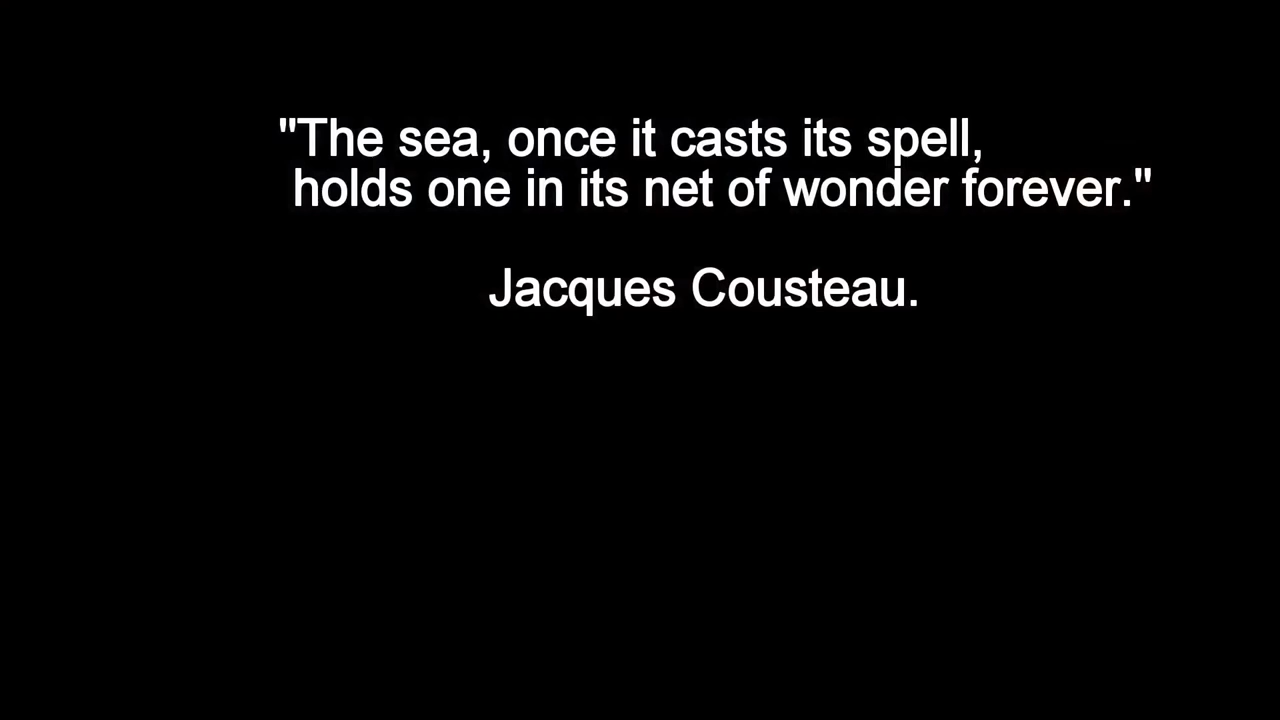 "The sea, once it casts its spell,
holds one in its net of wonder forever."
Jacques Cousteau.